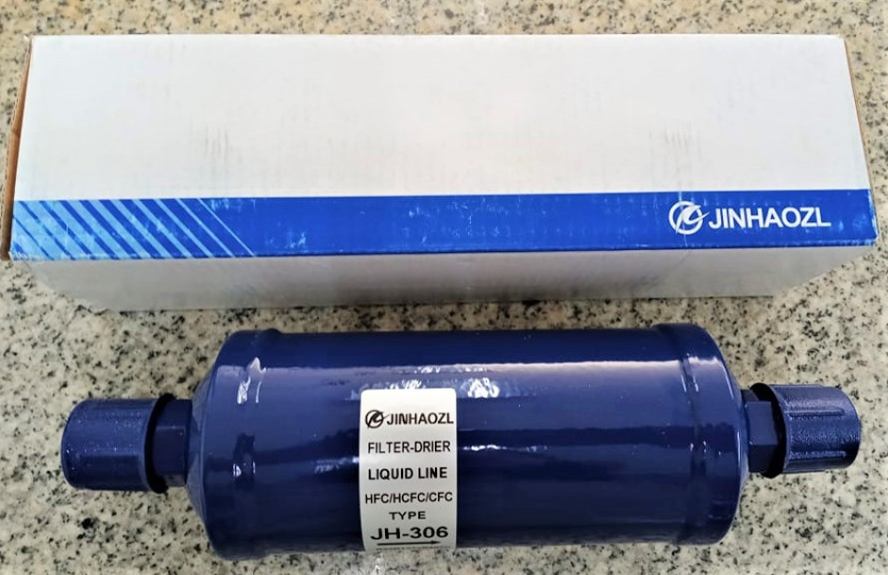 JINHAOZL
JINHAOZL
FILTER-DRIER
LIQUID LINE
HFC/HCFC/CFC
TYPE
JH-306